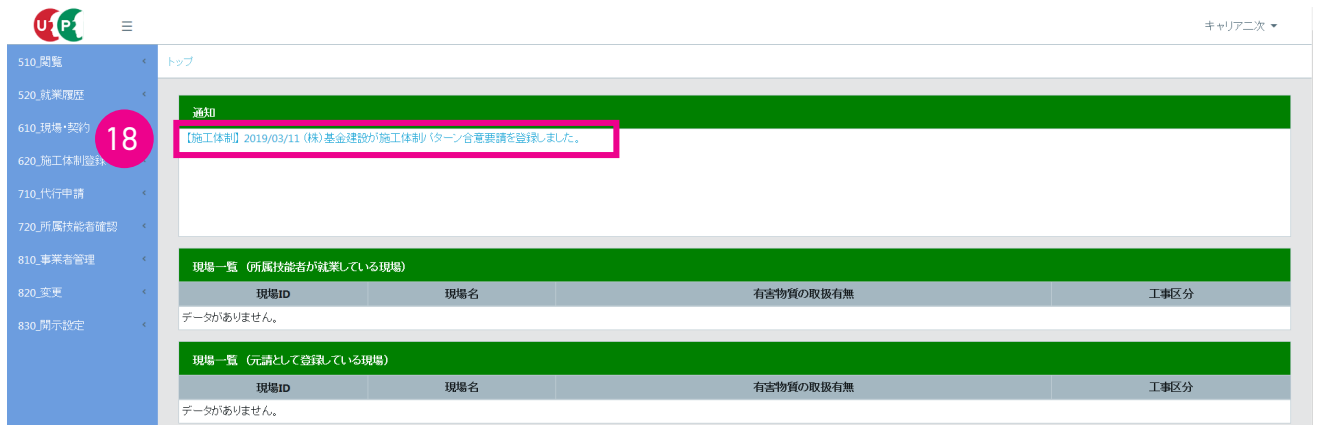 UP
キャリア二次
510_閲覧
520_就業履歴
610_現場・契約
18
620_施工体制登録
710_代行申請
720_所属技能者確認
810_事業者管理
820_変更
830_開示設定
トップ
通知
【施工体制】 2019/03/11 (株)基金建設が施工体制パターン合意要請を登録しました。
現場一覧 (所属技能者が就業している現場)
現場ID 現場名 有害物質の取扱有無 工事区分
データがありません。
現場一覧 (元請として登録している現場)
現場ID 現場名 有害物質の取扱有無 工事区分
データがありません。